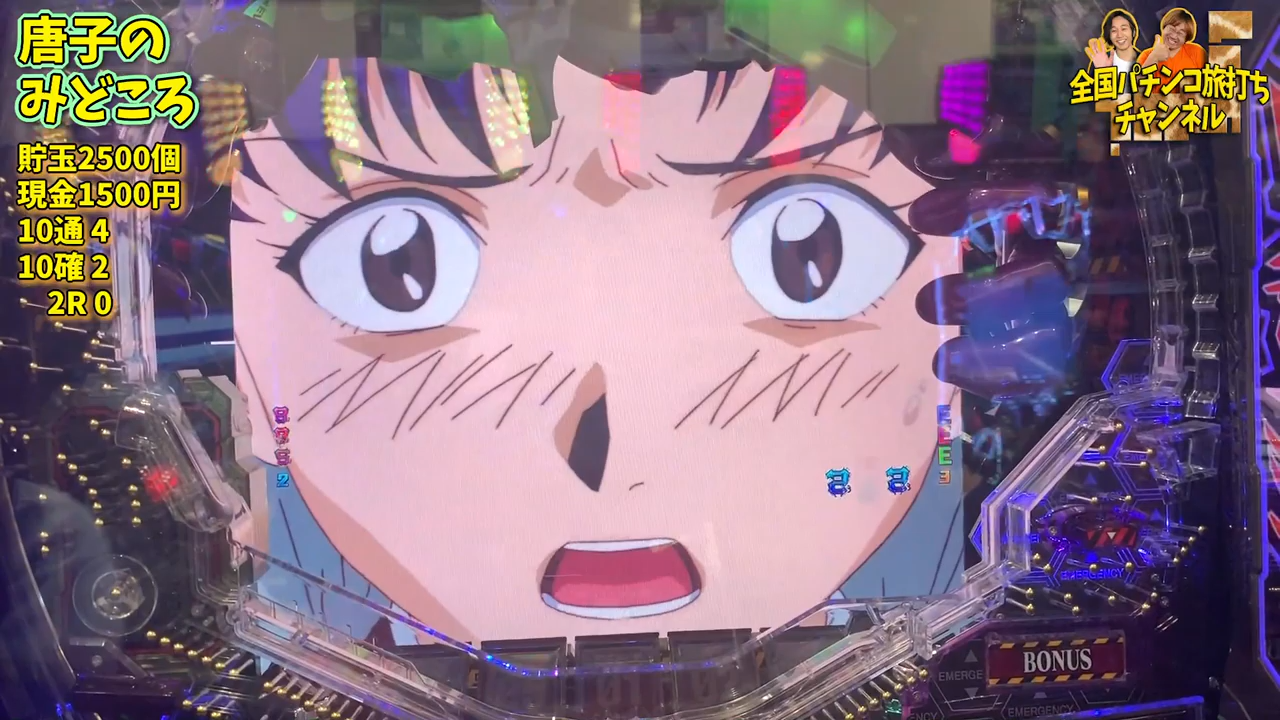 唐子の
みどころ
貯玉2500個
現金1500円
10通 4
10確 2
2R 0
全国パチンコ旅打ち
チャンネル
BONUS
EMERGENCY
EMERGENCY